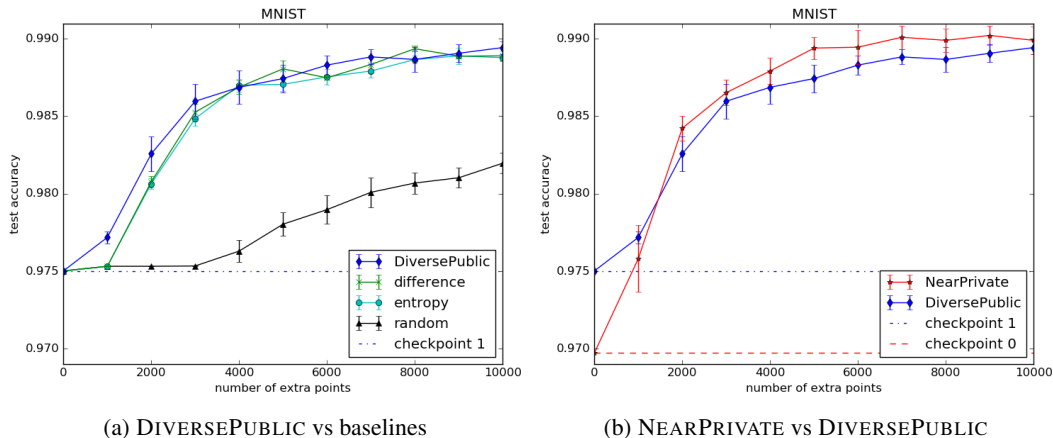 MNIST
0.990
0.985
0.980
0.975
0.970
test accuracy
0 2000 4000 6000 8000 10000
number of extra points
DiversePublic
difference
entropy
random
checkpoint 1
(a) DIVERSEPUBLIC vs baselines
MNIST
0.990
0.985
0.980
0.975
0.970
test accuracy
0 2000 4000 6000 8000 10000
number of extra points
NearPrivate
DiversePublic
checkpoint 1
checkpoint 0
(b) NEARPRIVATE vs DIVERSEPUBLIC